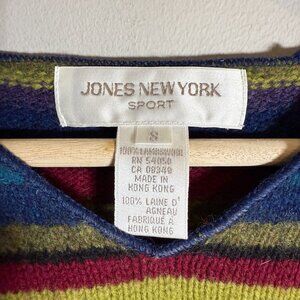 JONES NEW YORK
SPORT
S
100% LAMBSWOOL
RN 54050
CA 08348
MADE IN
HONG KONG
100% LAINE D'
AGNEAU
FABRIQUÉ À
HONG KONG